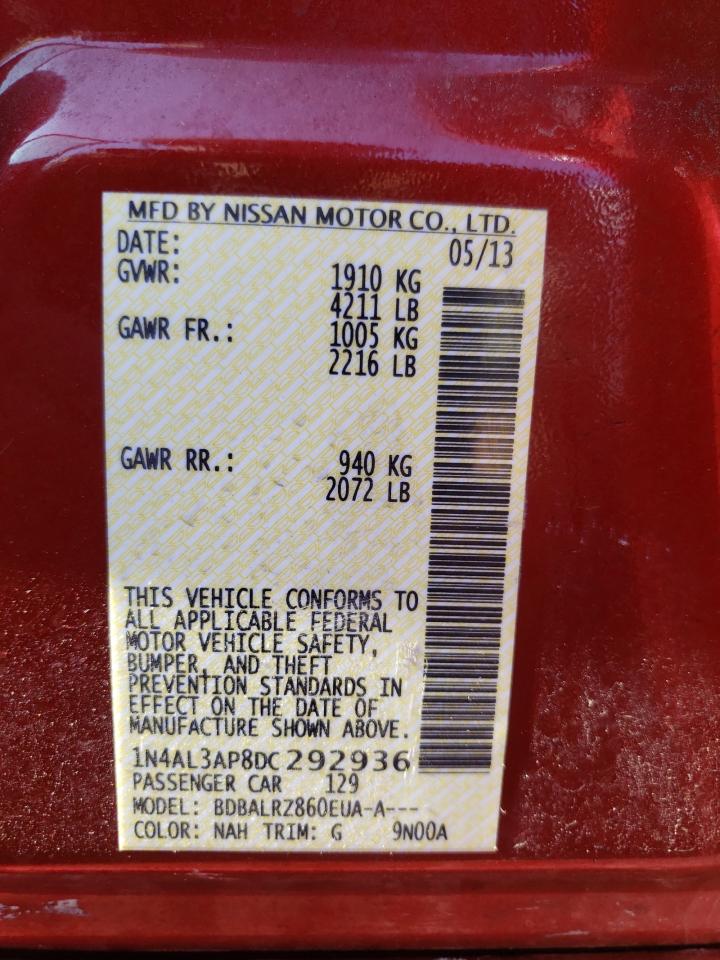 MFD BY NISSAN MOTOR CO., LTD.
DATE: 05/13
GVWR: 1910 KG
4211 LB
GAWR FR.: 1005 KG
2216 LB
GAWR RR.: 940 KG
2072 LB
THIS VEHICLE CONFORMS TO
ALL APPLICABLE FEDERAL
MOTOR VEHICLE SAFETY,
BUMPER, AND THEFT
PREVENTION STANDARDS IN
EFFECT ON THE DATE OF
MANUFACTURE SHOWN ABOVE.
1N4AL3AP8DC292936
PASSENGER CAR 129
MODEL: BDBALRZ860EUA-A---
COLOR: NAH TRIM: G 9N00A